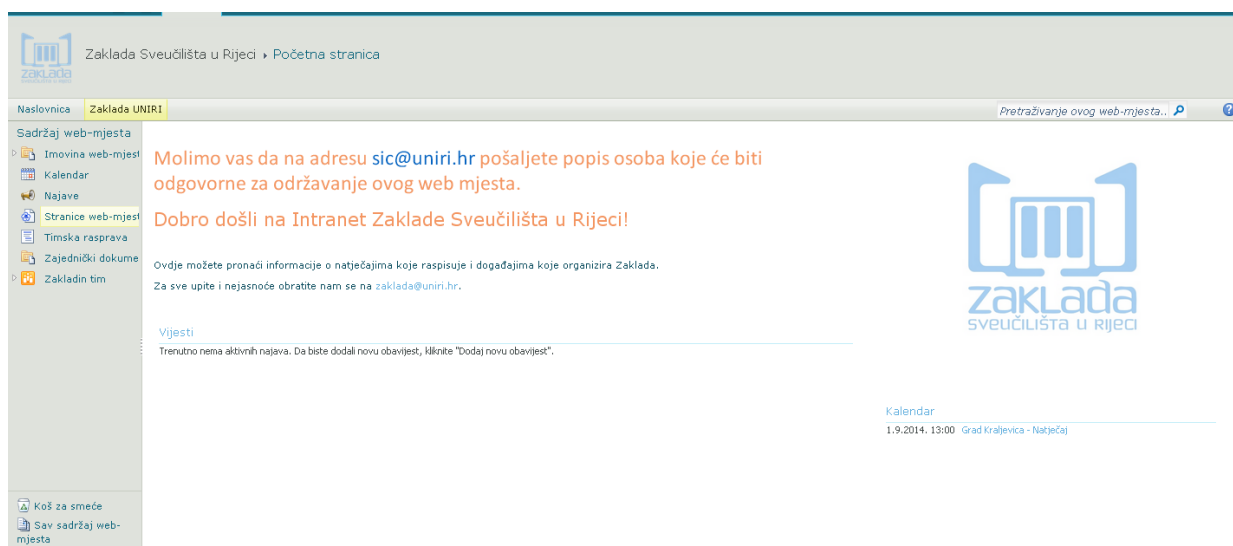 zaklada
Zaklada Sveučilišta u Rijeci ▸ Početna stranica
Naslovnica Zaklada UNIRI
Pretraživanje ovog web-mjesta..
Sadržaj web-mjesta
Imovina web-mjest
Kalendar
Najave
Stranice web-mjest
Timska rasprava
Zajednički dokume
Zakladin tim
Koš za smeće
Sav sadržaj web-
mjesta
Molimo vas da na adresu sic@uniri.hr pošaljete popis osoba koje će biti
odgovorne za održavanje ovog web mjesta.
Dobro došli na Intranet Zaklade Sveučilišta u Rijeci!
Ovdje možete pronaći informacije o natječajima koje raspisuje i događajima koje organizira Zaklada.
Za sve upite i nejasnoće obratite nam se na zaklada@uniri.hr.
Vijesti
Trenutno nema aktivnih najava. Da biste dodali novu obavijest, kliknite "Dodaj novu obavijest".
zaklada
sveučilišta u rijeci
Kalendar
1.9.2014. 13:00 Grad Kraljevica - Natječaj